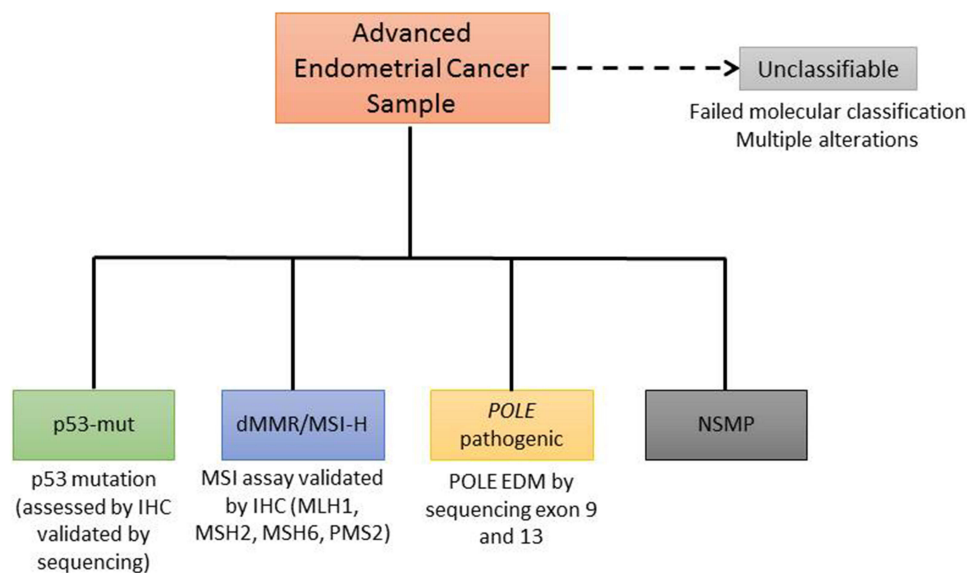 Advanced
Endometrial Cancer
Sample
Unclassifiable
Failed molecular classification
Multiple alterations
p53-mut
p53 mutation
(assessed by IHC
validated by
sequencing)
dMMR/MSI-H
MSI assay validated
by IHC (MLH1,
MSH2, MSH6, PMS2)
POLE
pathogenic
POLE EDM by
sequencing exon 9
and 13
NSMP